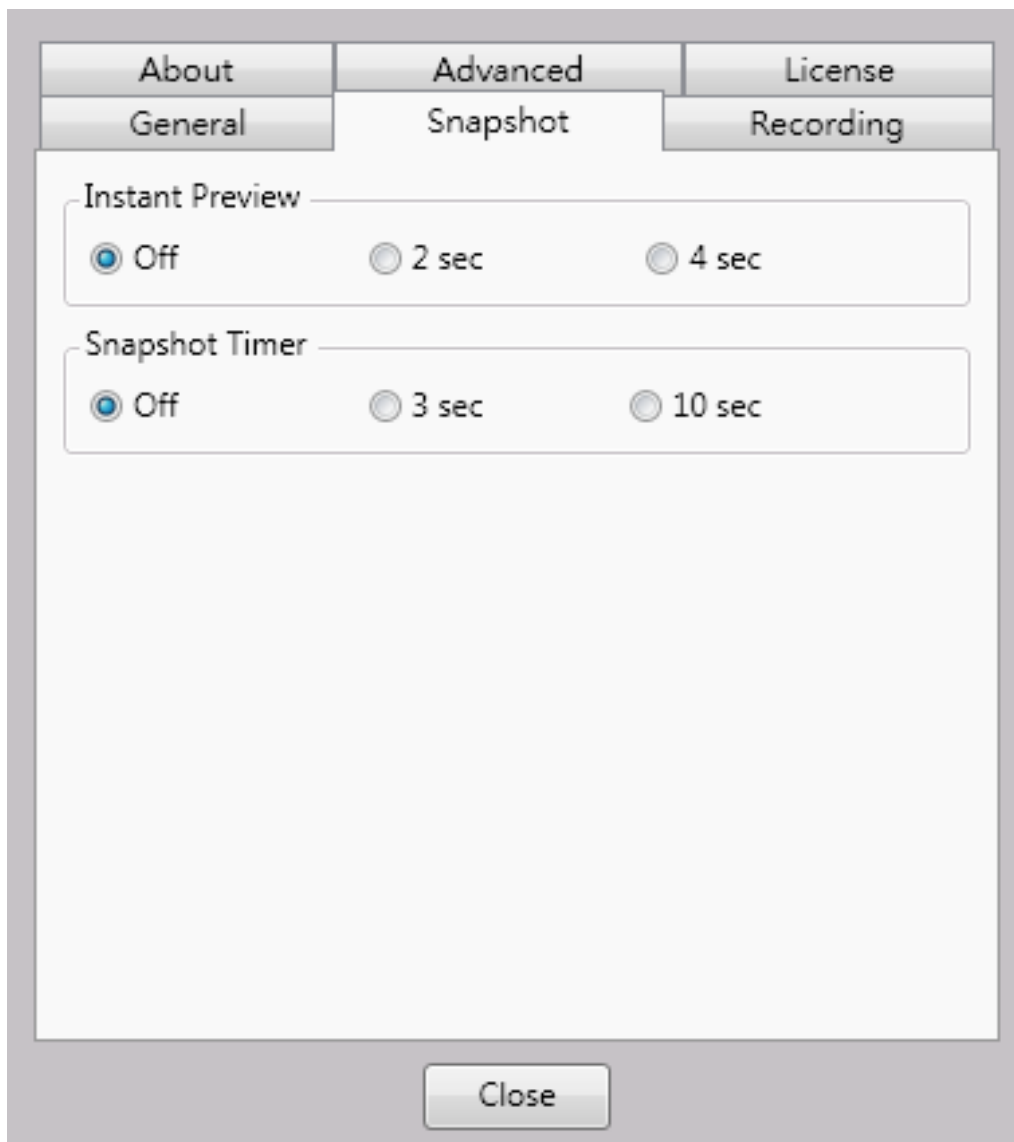 About Advanced License
General Snapshot Recording
Instant Preview
Off 2 sec 4 sec
Snapshot Timer
Off 3 sec 10 sec
Close